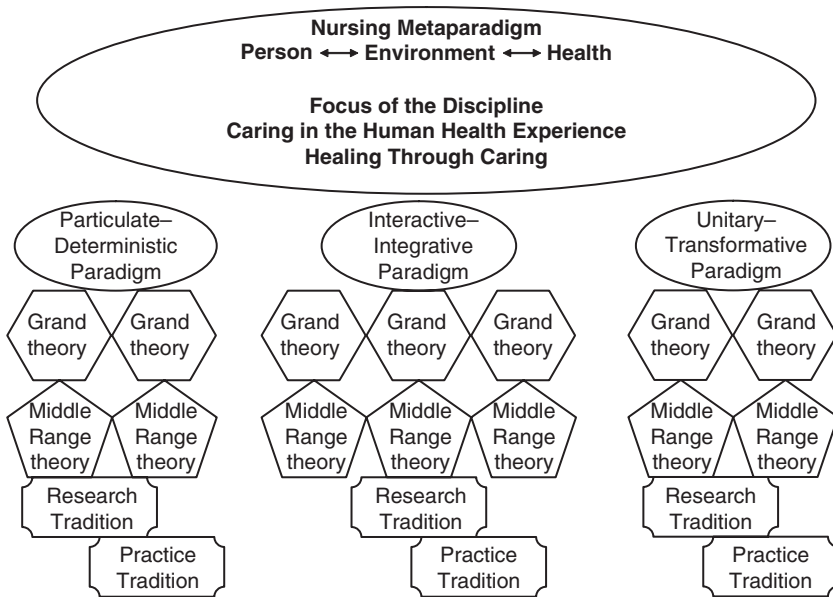 Nursing Metaparadigm
Person ↔ Environment ↔ Health
Focus of the Discipline
Caring in the Human Health Experience
Healing Through Caring
Particulate–
Deterministic
Paradigm
Interactive–
Integrative
Paradigm
Unitary–
Transformative
Paradigm
Grand
theory
Grand
theory
Grand
theory
Grand
theory
Grand
theory
Grand
theory
Grand
theory
Middle
Range
theory
Middle
Range
theory
Middle
Range
theory
Middle
Range
theory
Middle
Range
theory
Middle
Range
theory
Middle
Range
theory
Research
Tradition
Research
Tradition
Research
Tradition
Practice
Tradition
Practice
Tradition
Practice
Tradition